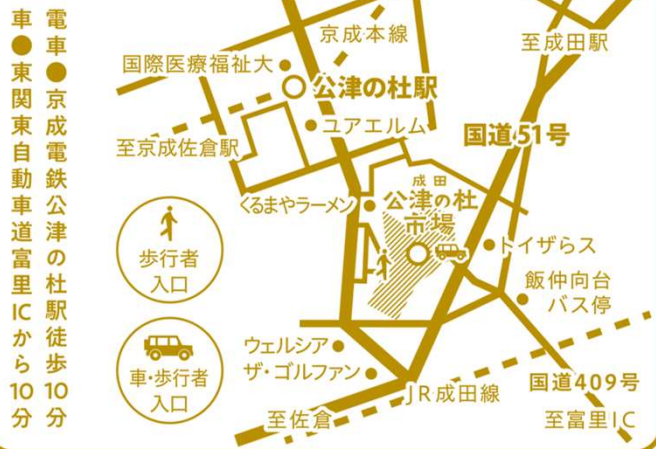 電車●京成電鉄公津の杜駅徒歩10分
車●東関東自動車道富里ICから10分
京成本線
至成田駅
国際医療福祉大
公津の杜駅
ユアエルム
国道51号
至京成佐倉駅
成田
公津の杜
市場
くるまやラーメン
トイザらス
歩行者
入口
飯仲向台
バス停
ウェルシア
ザ・ゴルファン
車・歩行者
入口
国道409号
JR成田線
至佐倉
至富里IC